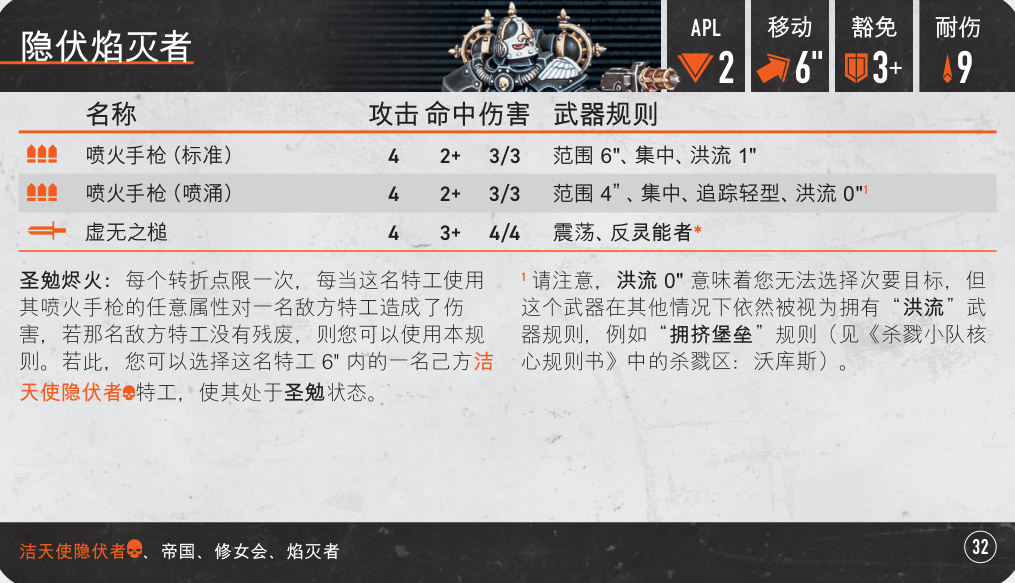 隐伏焰灭者
APL 移动 豁免 耐伤
2 6" 3+ 9
名称 攻击 命中 伤害 武器规则
喷火手枪（标准） 4 2+ 3/3 范围 6"、集中、洪流 1"
喷火手枪（喷涌） 4 2+ 3/3 范围 4”、集中、追踪轻型、洪流 0"¹
虚无之槌 4 3+ 4/4 震荡、反灵能者*
圣勉烬火：每个转折点限一次，每当这名特工使用
其喷火手枪的任意属性对一名敌方特工造成了伤
害，若那名敌方特工没有残废，则您可以使用本规
则。若此，您可以选择这名特工 6" 内的一名己方洁
天使隐伏者特工，使其处于圣勉状态。
¹ 请注意，洪流 0" 意味着您无法选择次要目标，但
这个武器在其他情况下依然被视为拥有“洪流”武
器规则，例如“拥挤堡垒”规则（见《杀戮小队核
心规则书》中的杀戮区：沃库斯）。
洁天使隐伏者、帝国、修女会、焰灭者
32